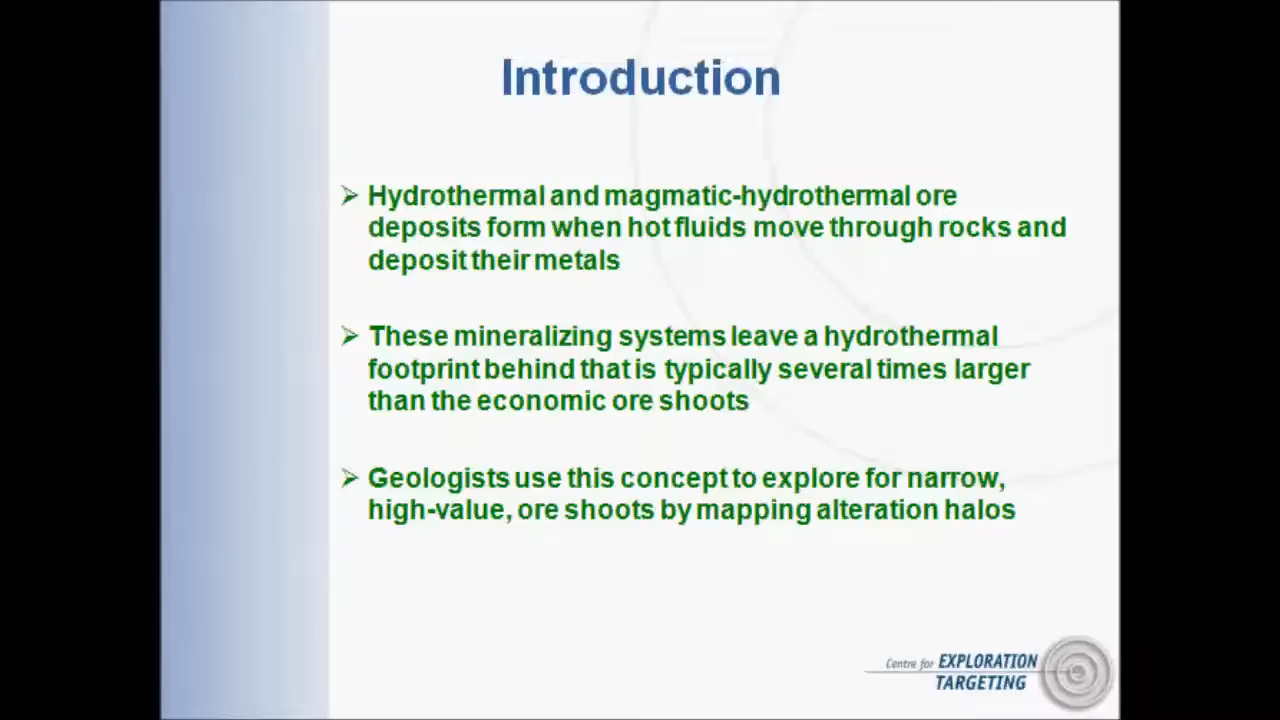 Introduction
Hydrothermal and magmatic-hydrothermal ore
deposits form when hot fluids move through rocks and
deposit their metals
These mineralizing systems leave a hydrothermal
footprint behind that is typically several times larger
than the economic ore shoots
Geologists use this concept to explore for narrow,
high-value, ore shoots by mapping alteration halos
Centre for EXPLORATION
TARGETING